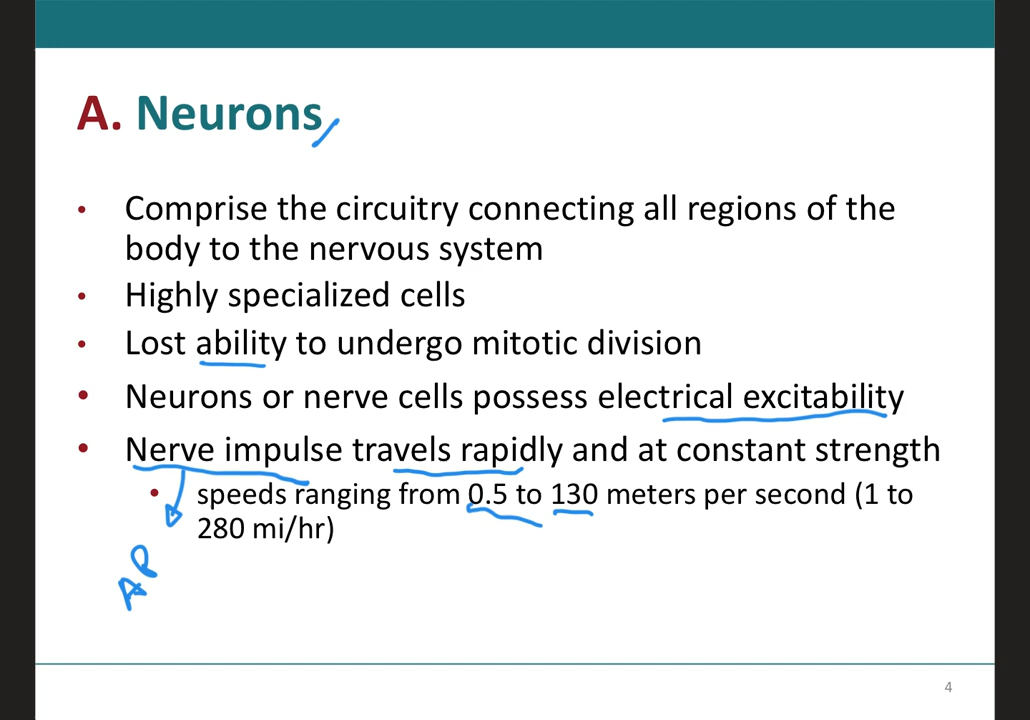 A. Neurons
• Comprise the circuitry connecting all regions of the
body to the nervous system
• Highly specialized cells
• Lost ability to undergo mitotic division
• Neurons or nerve cells possess electrical excitability
• Nerve impulse travels rapidly and at constant strength
• speeds ranging from 0.5 to 130 meters per second (1 to
280 mi/hr)
AP
4